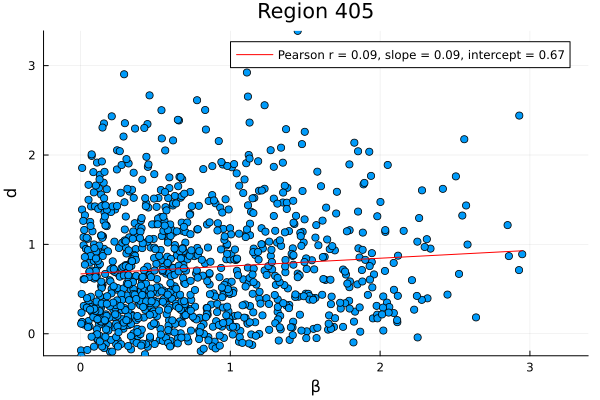 Region 405
Pearson r = 0.09, slope = 0.09, intercept = 0.67
3
2
1
0
d
0 1 2 3
β